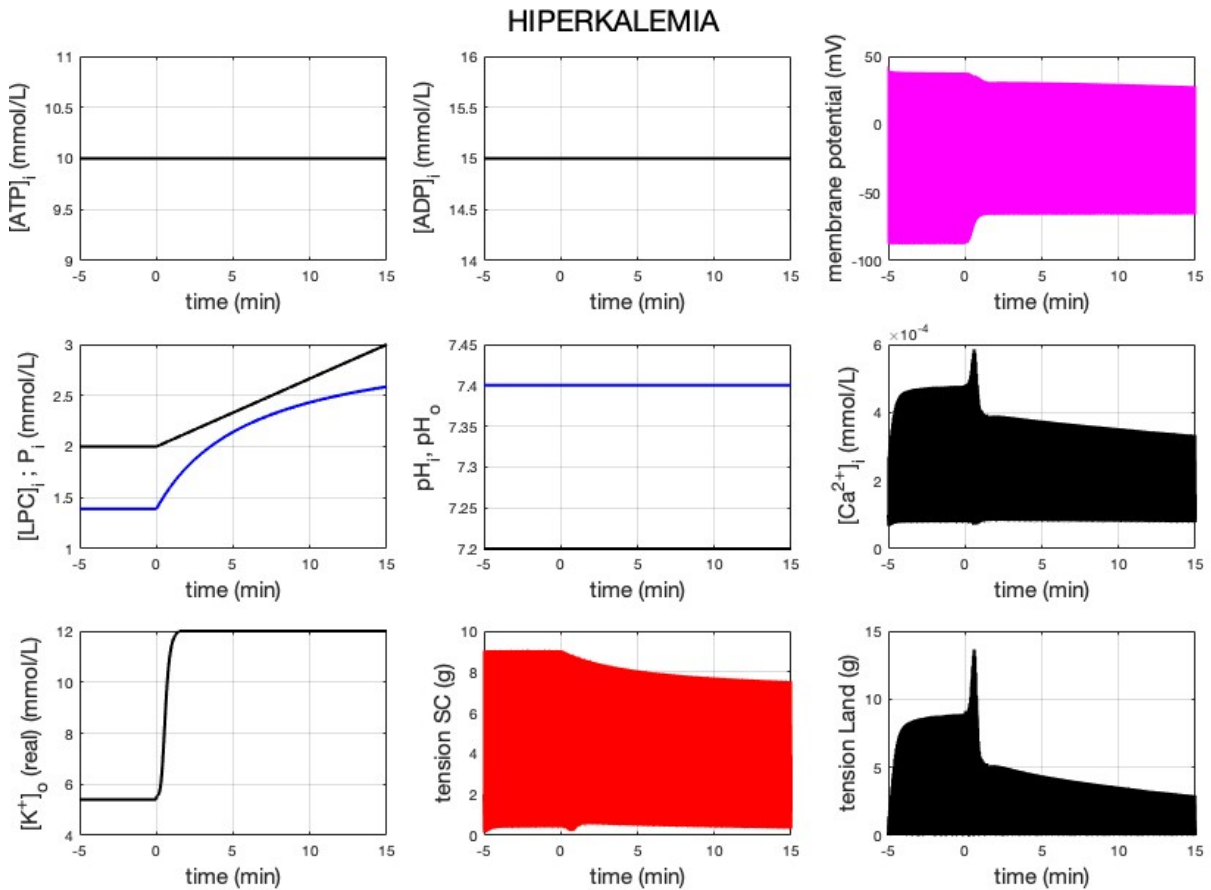 HIPERKALEMIA
[ATP]i (mmol/L)
11
10.5
10
9.5
9
-5 0 5 10 15
time (min)
[ADP]i (mmol/L)
16
15.5
15
14.5
14
-5 0 5 10 15
time (min)
membrane potential (mV)
50
0
-50
-100
-5 0 5 10 15
time (min)
[LPC]i ; Pi (mmol/L)
3
2.5
2
1.5
1
-5 0 5 10 15
time (min)
pHi, pHo
7.45
7.4
7.35
7.3
7.25
7.2
-5 0 5 10 15
time (min)
[Ca2+]i (mmol/L)
×10-4
6
4
2
0
-5 0 5 10 15
time (min)
[K+]o (real) (mmol/L)
12
10
8
6
4
-5 0 5 10 15
time (min)
tension SC (g)
10
8
6
4
2
0
-5 0 5 10 15
time (min)
tension Land (g)
15
10
5
0
-5 0 5 10 15
time (min)